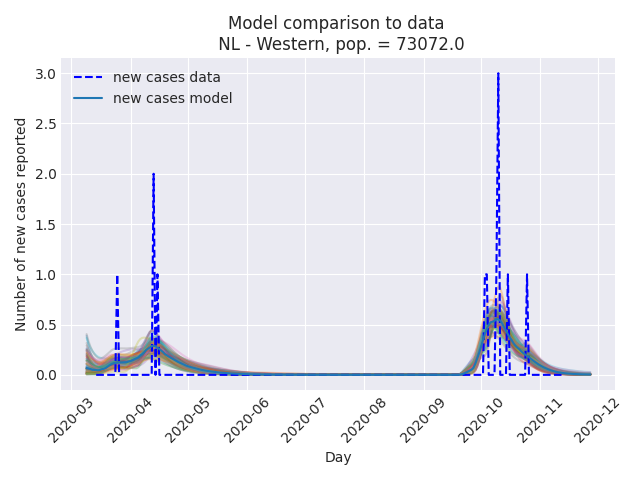 Model comparison to data
NL - Western, pop. = 73072.0
new cases data
new cases model
Number of new cases reported
3.0
2.5
2.0
1.5
1.0
0.5
0.0
2020-03
2020-04
2020-05
2020-06
2020-07
2020-08
2020-09
2020-10
2020-11
2020-12
Day